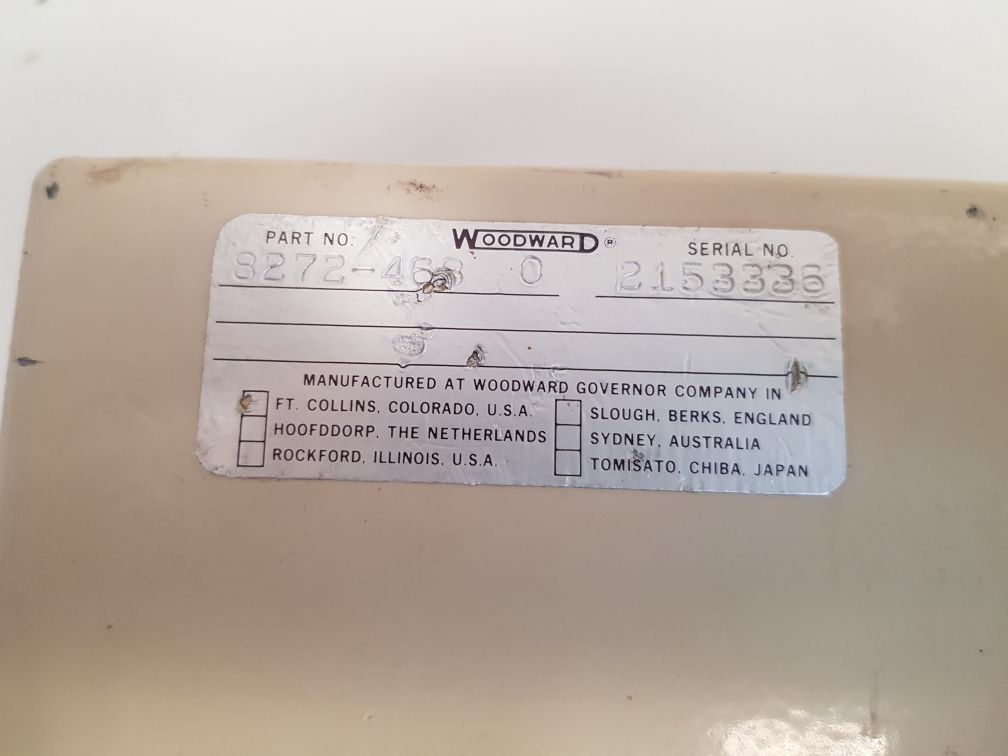 PART NO.
WOODWARD®
SERIAL NO.
8272-468 O
2153336
MANUFACTURED AT WOODWARD GOVERNOR COMPANY IN
FT. COLLINS, COLORADO, U.S.A.
HOOFDDORP, THE NETHERLANDS
ROCKFORD, ILLINOIS, U.S.A.
SLOUGH, BERKS, ENGLAND
SYDNEY, AUSTRALIA
TOMISATO, CHIBA, JAPAN